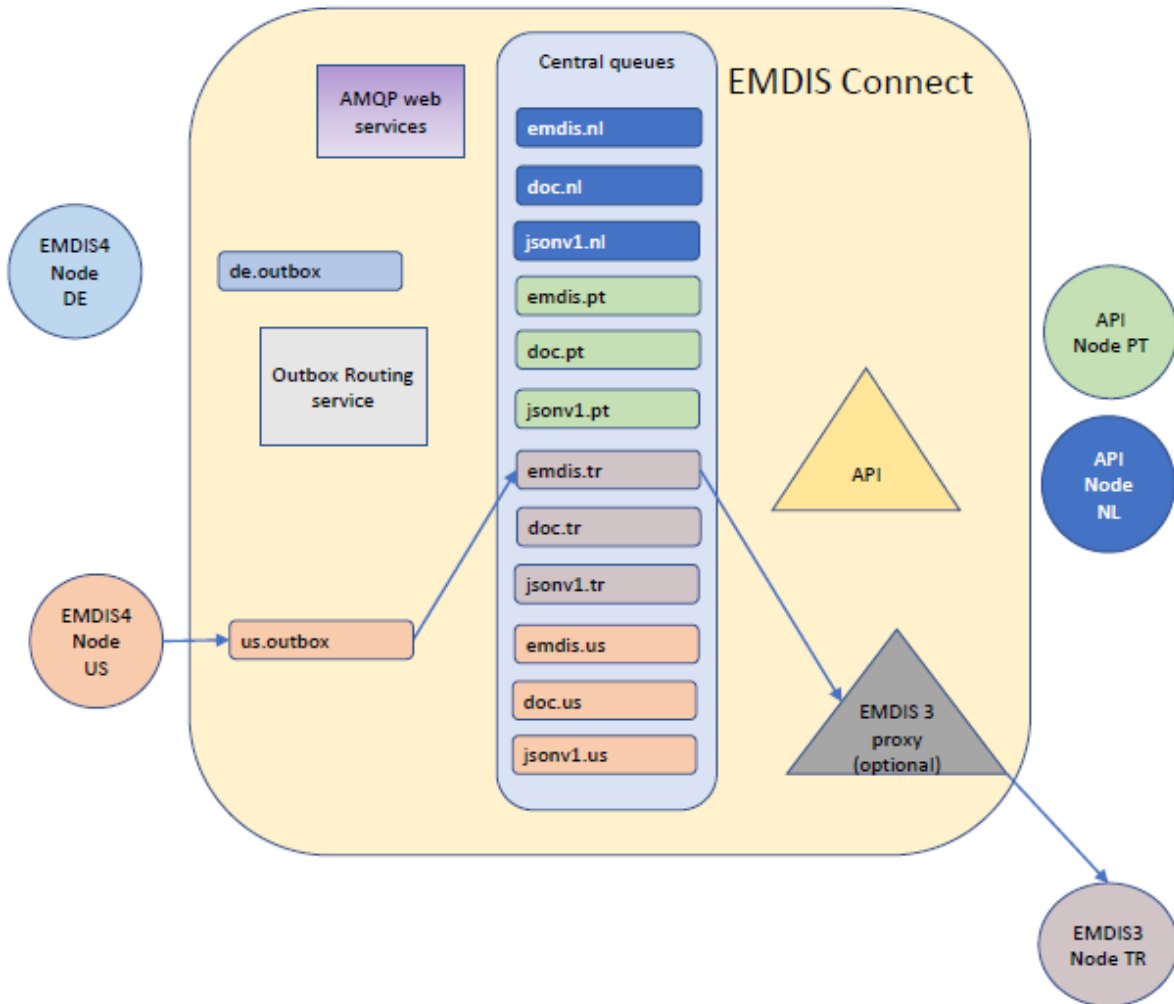 Central queues
EMDIS Connect
AMQP web
services
emdis.nl
doc.nl
jsonv1.nl
EMDIS4
Node
DE
de.outbox
emdis.pt
doc.pt
jsonv1.pt
API
Node PT
Outbox Routing
service
emdis.tr
doc.tr
jsonv1.tr
API
API
Node
NL
EMDIS4
Node
US
us.outbox
emdis.us
doc.us
jsonv1.us
EMDIS 3
proxy
(optional)
EMDIS3
Node TR